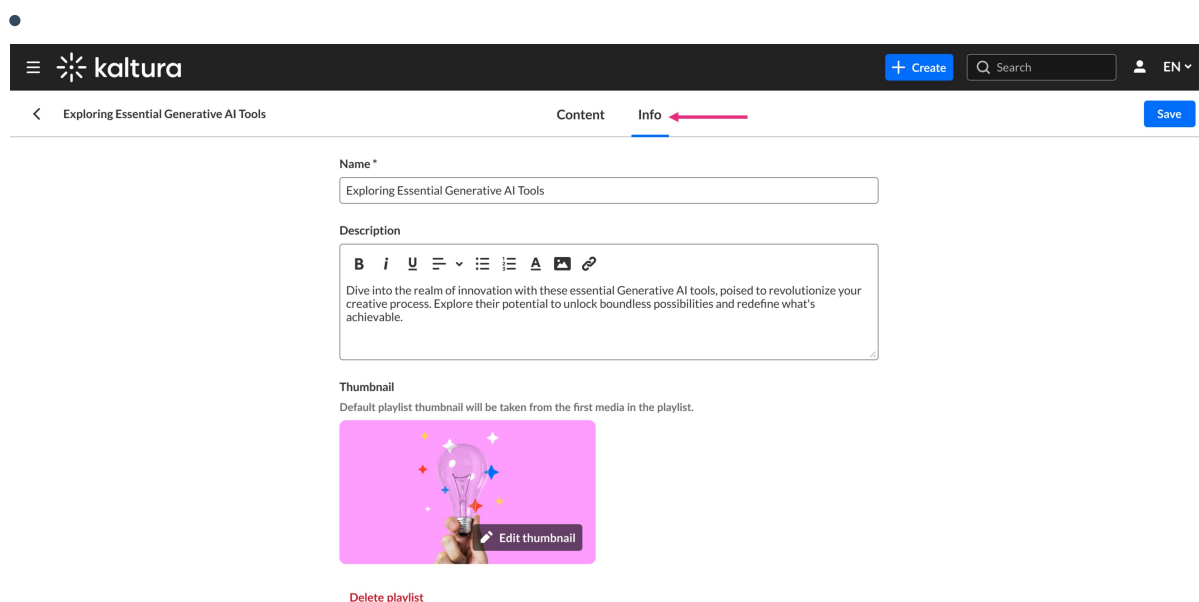 kaltura
Create
Search
EN
Exploring Essential Generative AI Tools
Content
Info
Save
Name *
Exploring Essential Generative AI Tools
Description
B i U A
Dive into the realm of innovation with these essential Generative AI tools, poised to revolutionize your
creative process. Explore their potential to unlock boundless possibilities and redefine what's
achievable.
Thumbnail
Default playlist thumbnail will be taken from the first media in the playlist.
Edit thumbnail
Delete playlist